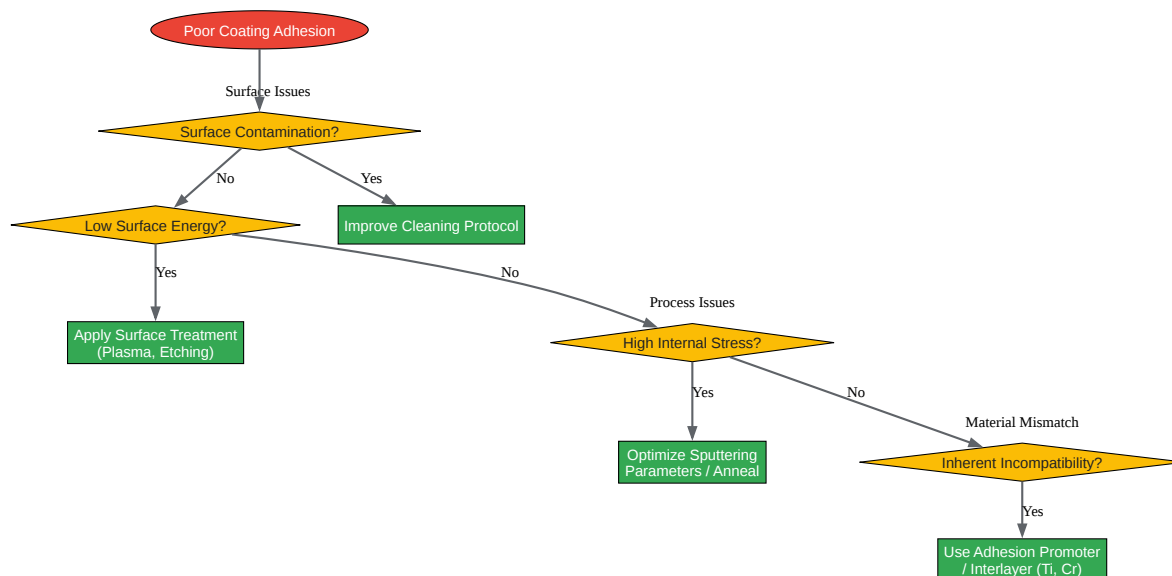 Poor Coating Adhesion
Surface Issues
Surface Contamination?
No
Yes
Low Surface Energy?
Improve Cleaning Protocol
Yes
No
Process Issues
Apply Surface Treatment
(Plasma, Etching)
High Internal Stress?
Yes
No
Material Mismatch
Optimize Sputtering
Parameters / Anneal
Inherent Incompatibility?
Yes
Use Adhesion Promoter
/ Interlayer (Ti, Cr)